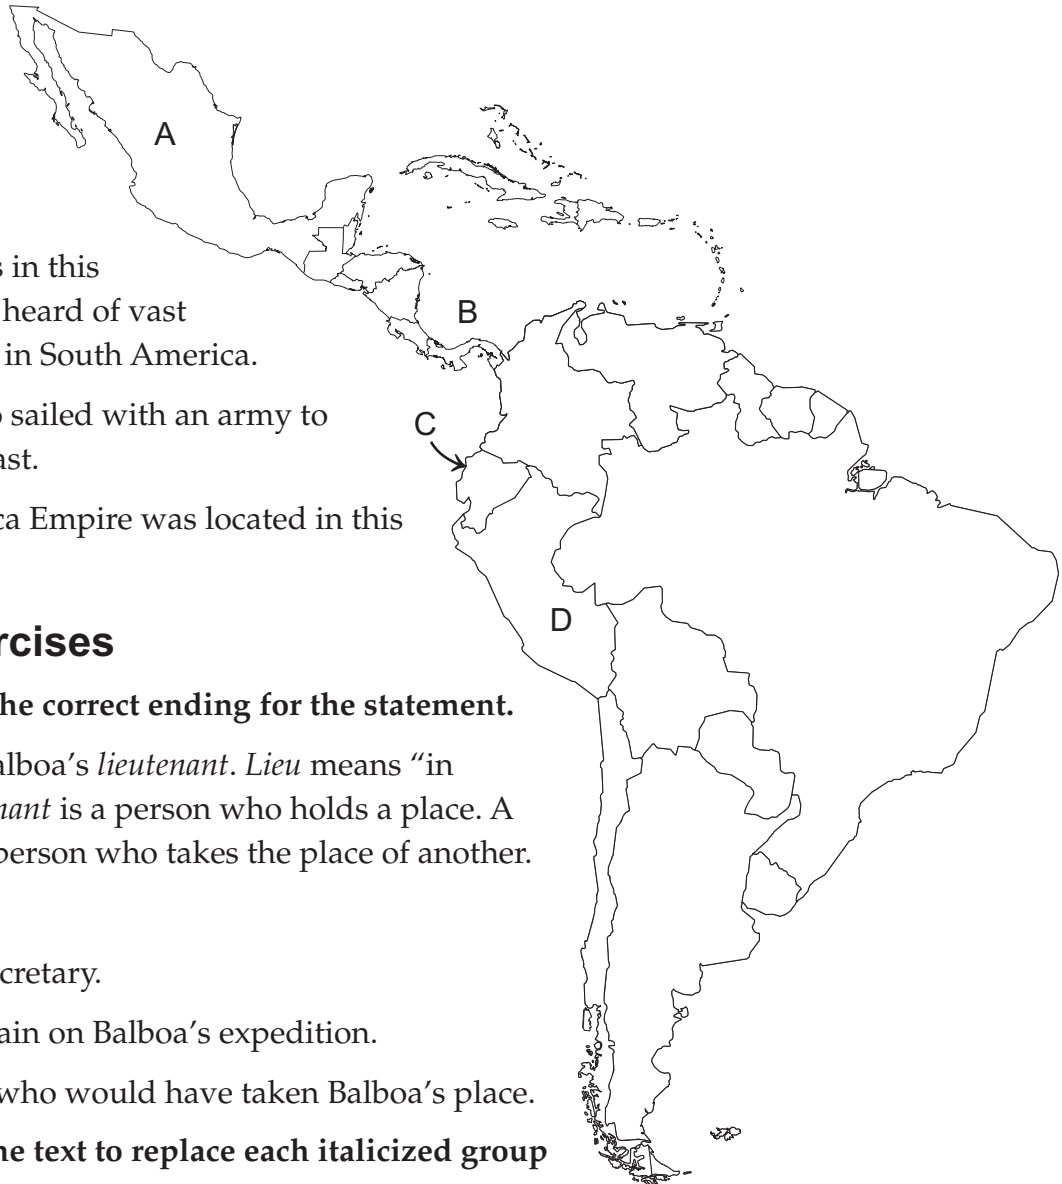 A
s in this
heard of vast
B
in South America.
o sailed with an army to
C
ast.
ca Empire was located in this
D
rcises
he correct ending for the statement.
alboa's lieutenant. Lieu means "in
nant is a person who holds a place. A
person who takes the place of another.
cretary.
ain on Balboa's expedition.
who would have taken Balboa's place.
he text to replace each italicized group